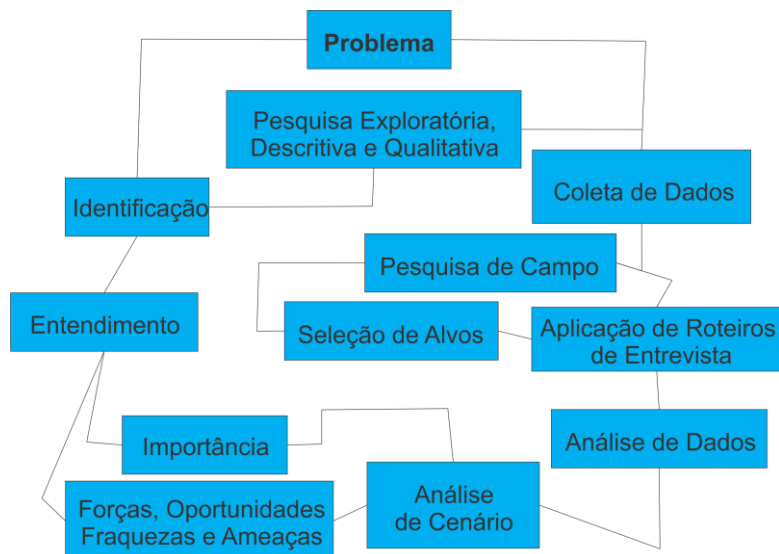 Problema
Pesquisa Exploratória,
Descritiva e Qualitativa
Coleta de Dados
Identificação
Pesquisa de Campo
Entendimento
Seleção de Alvos
Aplicação de Roteiros
de Entrevista
Importância
Análise de Dados
Forças, Oportunidades
Fraquezas e Ameaças
Análise
de Cenário